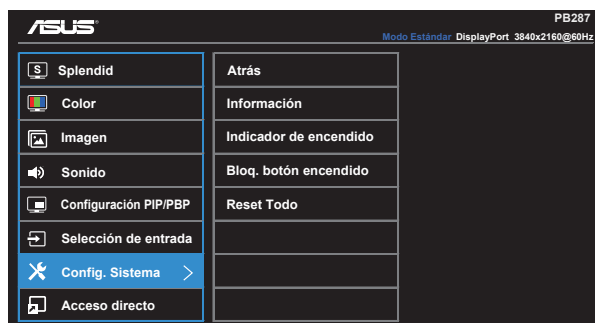 ASUS
PB287
Modo Estándar DisplayPort 3840x2160@60Hz
S Splendid
Color
Imagen
Sonido
Configuración PIP/PBP
Selección de entrada
Config. Sistema >
Acceso directo
Atrás
Información
Indicador de encendido
Bloq. botón encendido
Reset Todo